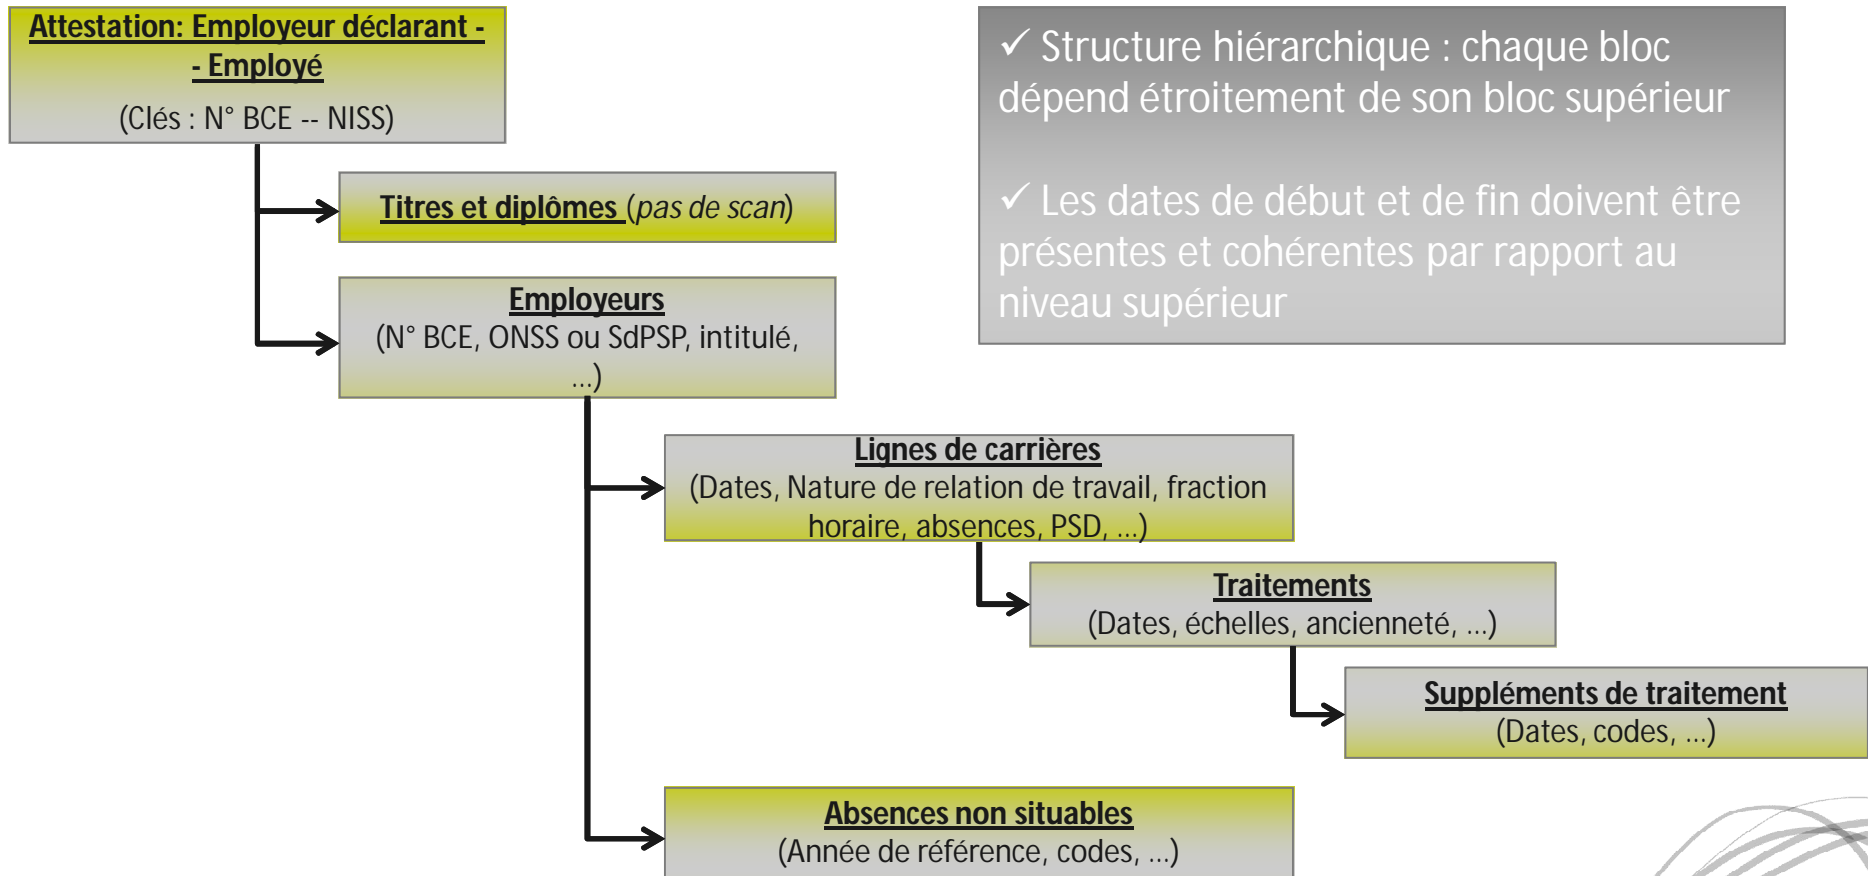 Attestation: Employeur déclarant -
- Employé
(Clés : N° BCE -- NISS)
✓ Structure hiérarchique : chaque bloc
dépend étroitement de son bloc supérieur
✓ Les dates de début et de fin doivent être
présentes et cohérentes par rapport au
niveau supérieur
Titres et diplômes (pas de scan)
Employeurs
(N° BCE, ONSS ou SdPSP, intitulé,
...)
Lignes de carrières
(Dates, Nature de relation de travail, fraction
horaire, absences, PSD, ...)
Traitements
(Dates, échelles, ancienneté, ...)
Suppléments de traitement
(Dates, codes, ...)
Absences non situables
(Année de référence, codes, ...)